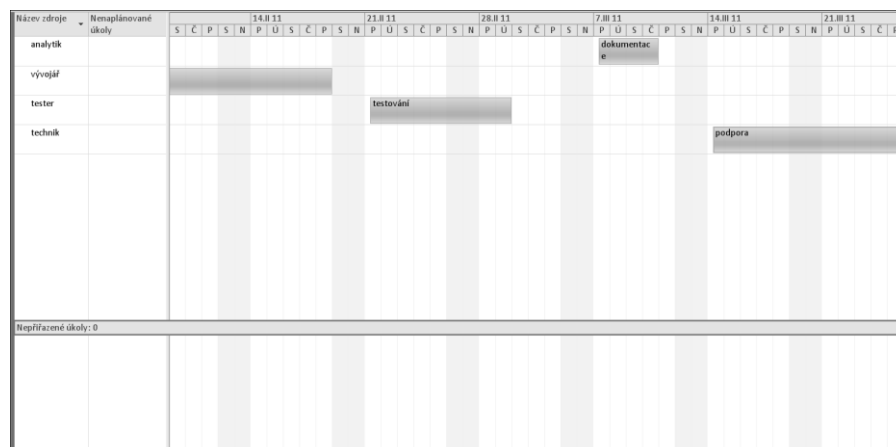 Název zdroje
Nenaplánované
úkoly
14.II 11 21.II 11 28.II 11 7.III 11 14.III 11 21.III 11
S Č P S N P Ú S Č P S N P Ú S Č P S N P Ú S Č P S N P Ú S Č P S N P Ú S Č P S N P Ú S Č P
analytik
dokumentac
e
vývojář
tester
testování
technik
podpora
Nepřiřazené úkoly: 0